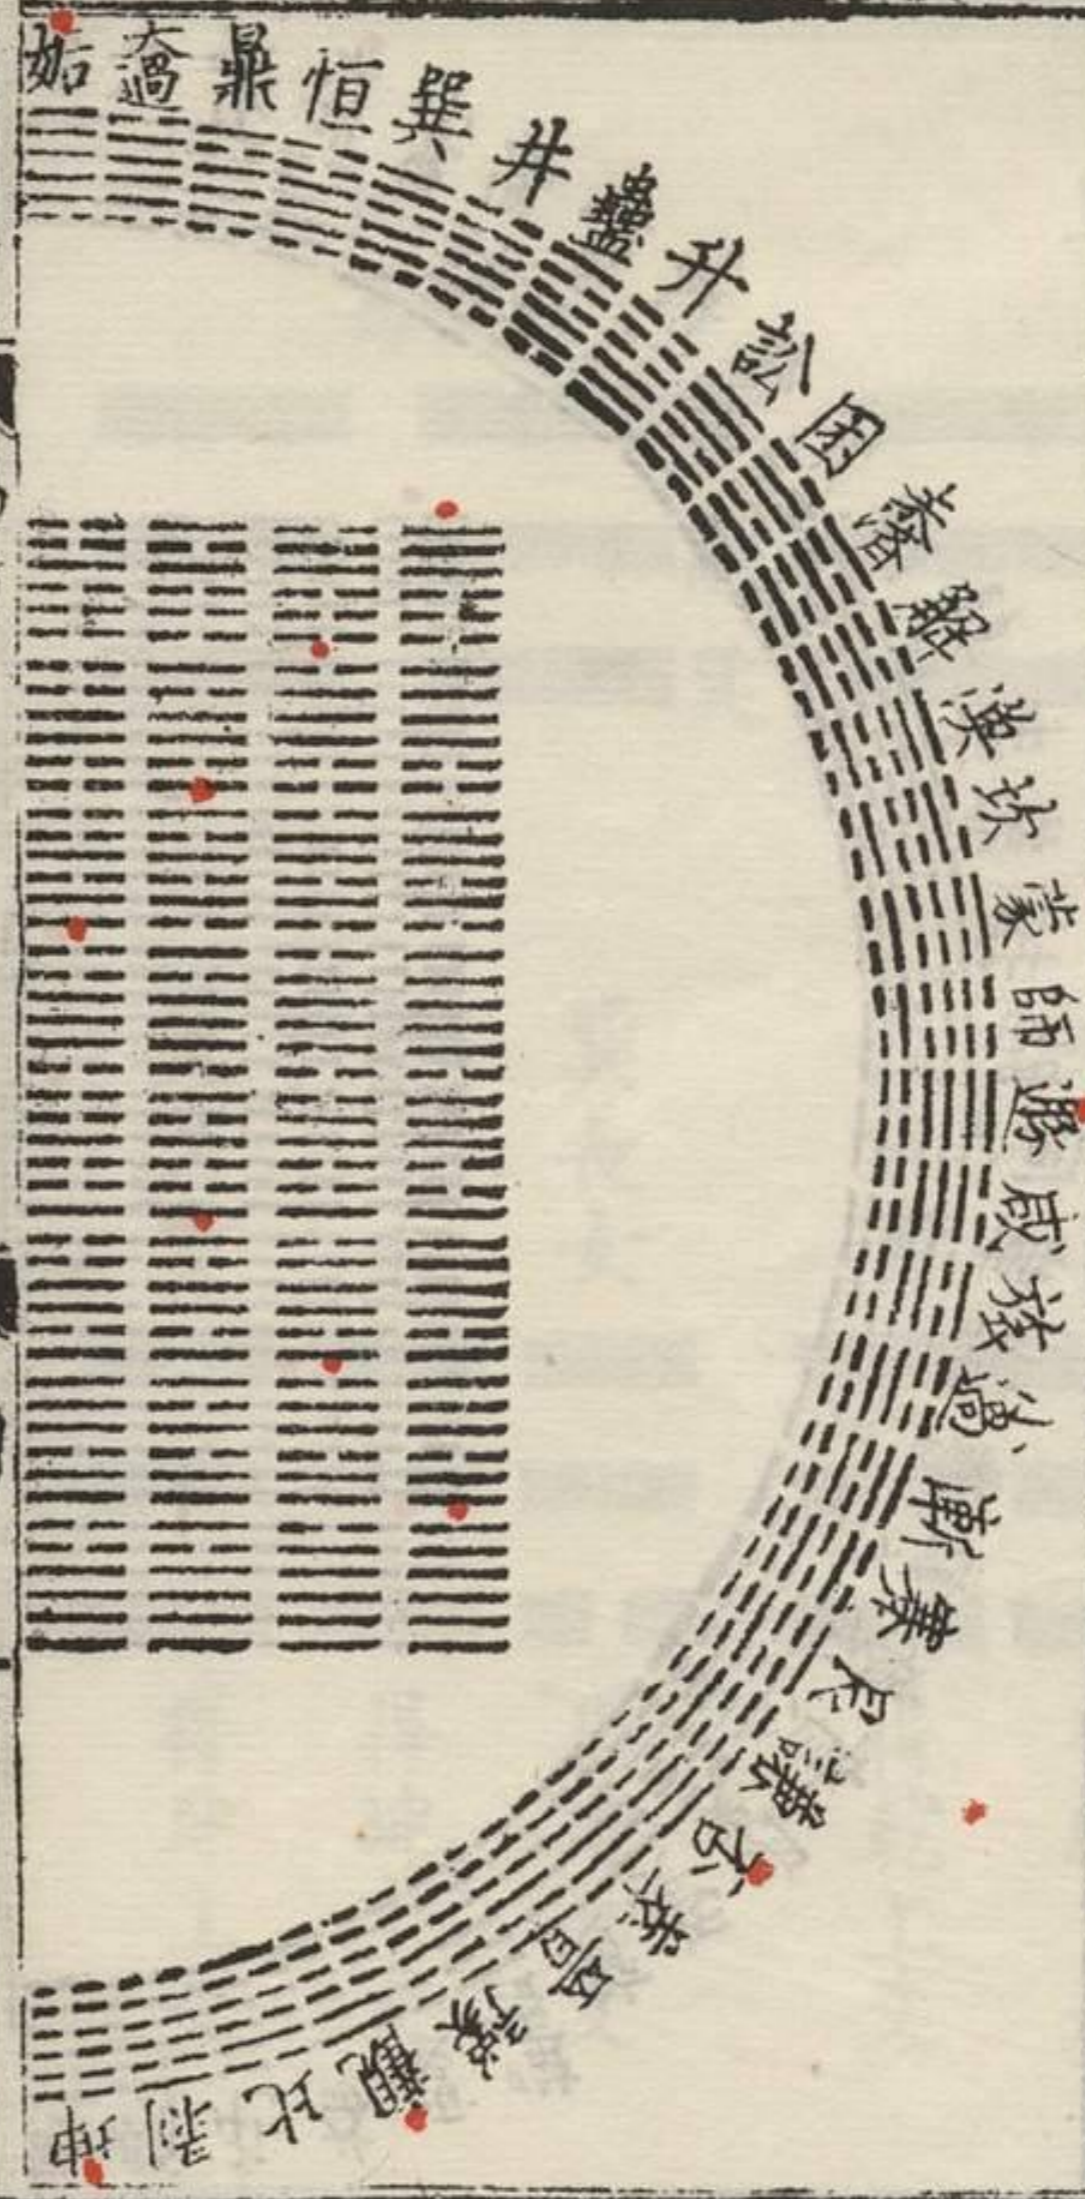 姤
大過
鼎
恒
巽
井
蠱
升
訟
困
未濟
解
渙
坎
蒙
師
遯
咸
旅
小過
漸
蹇
艮
謙
否
萃
晉
豫
觀
比
剥
坤